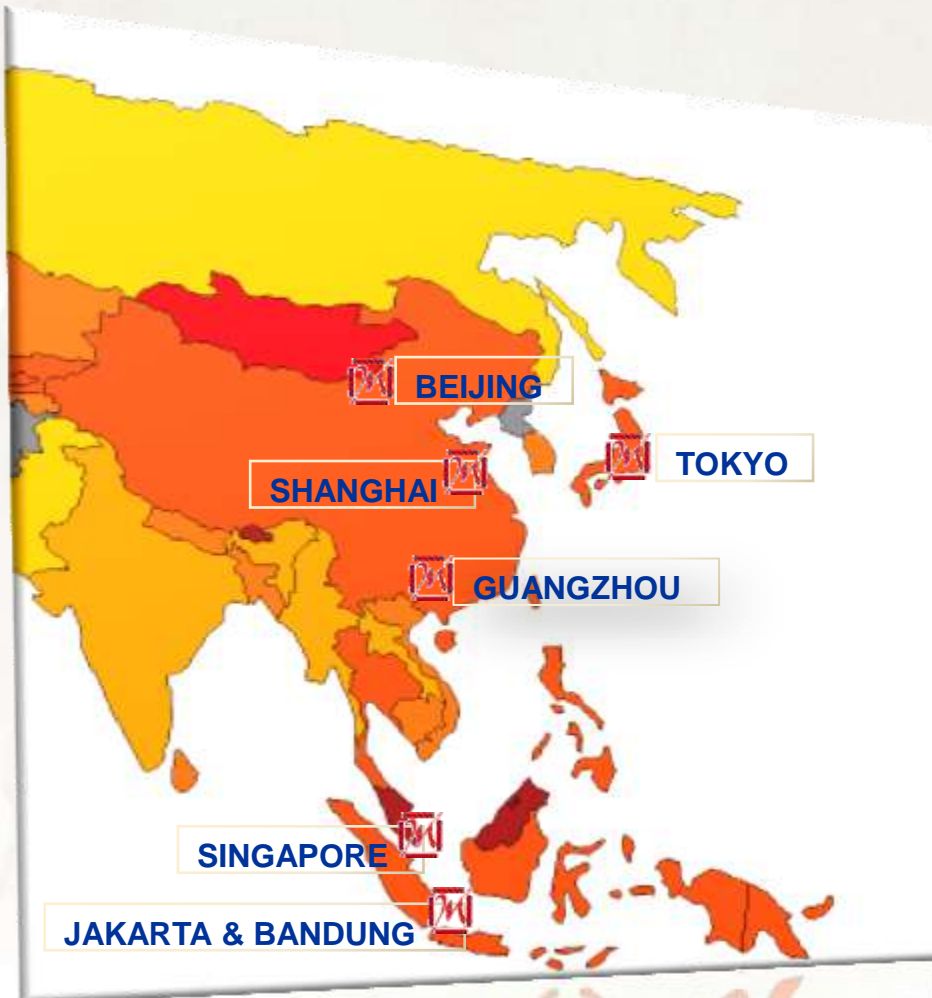 BEIJING
TOKYO
SHANGHAI
GUANGZHOU
SINGAPORE
JAKARTA & BANDUNG